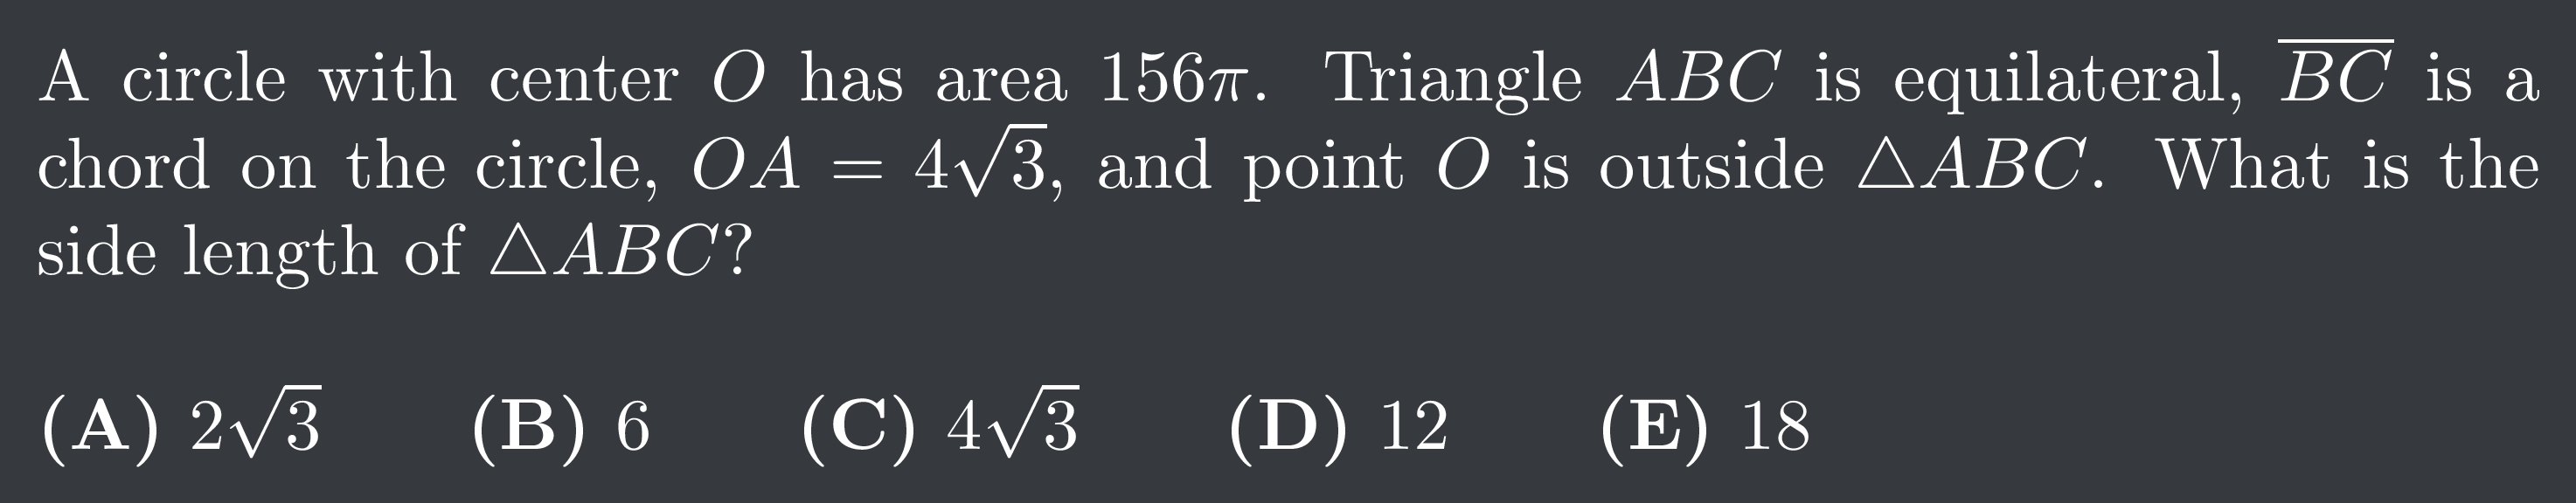 A circle with center $O$ has area $156\pi$. Triangle $ABC$ is equilateral, $\overline{BC}$ is a
chord on the circle, $OA = 4\sqrt{3}$, and point $O$ is outside $\triangle ABC$. What is the
side length of $\triangle ABC$?
(A) $2\sqrt{3}$ (B) 6 (C) $4\sqrt{3}$ (D) 12 (E) 18